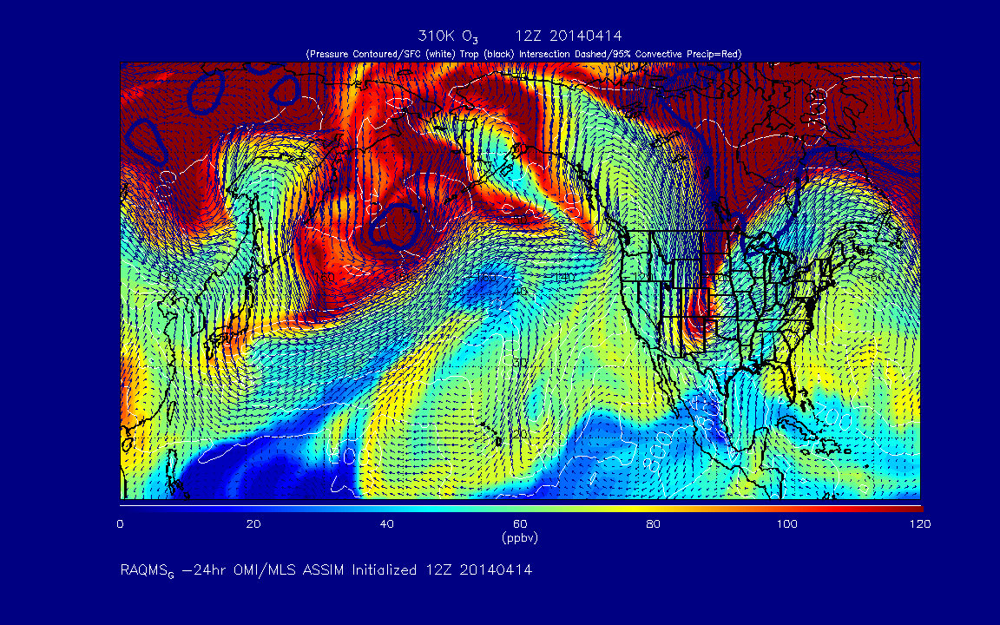 310K O3 12Z 20140414
(Pressure Contoured/SFC (white) Trop (black) Intersection Dashed/95% Convective Precip=Red)
0 20 40 60 80 100 120
(ppbv)
RAQMSG −24hr OMI/MLS ASSIM Initialized 12Z 20140414